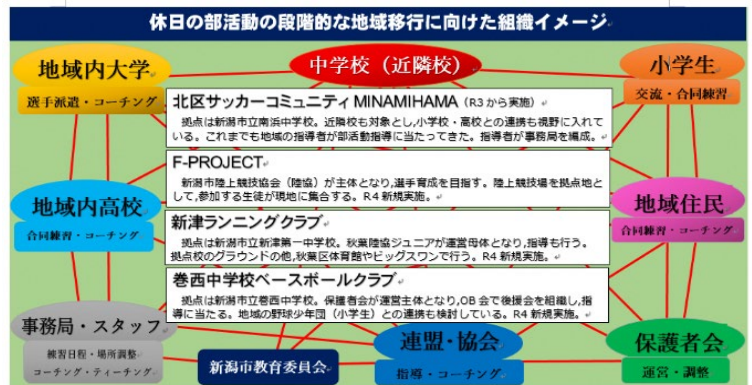 休日の部活動の段階的な地域移行に向けた組織イメージ
地域内大学
選手派遣・コーチング
中学校（近隣校）
小学生
交流・合同練習
北区サッカーコミュニティ MINAMIHAMA（R3から実施）
拠点は新潟市立南浜中学校。近隣校も対象とし,小学校・高校との連携も視野に入れて
いる。これまでも地域の指導者が部活動指導に当たってきた。指導者が事務局を編成。
F-PROJECT
新潟市陸上競技協会（陸協）が主体となり,選手育成を目指す。陸上競技場を拠点地と
して,参加する生徒が現地に集合する。R4 新規実施。
地域内高校
合同練習・コーチング
地域住民
合同練習・コーチング
新津ランニングクラブ
拠点は新潟市立新津第一中学校。秋葉陸協ジュニアが運営母体となり,指導も行う。
拠点校のグラウンドの他,秋葉区体育館やビッグスワンで行う。R4 新規実施。
巻西中学校ベースボールクラブ
拠点は新潟市立巻西中学校。保護者会が運営主体となり,OB会で後援会を組織し,指
導に当たる。地域の野球少年団（小学生）との連携も検討している。R4 新規実施。
事務局・スタッフ
練習日程・場所調整
コーチング・ティーチング
新潟市教育委員会
連盟・協会
指導・コーチング
保護者会
運営・調整